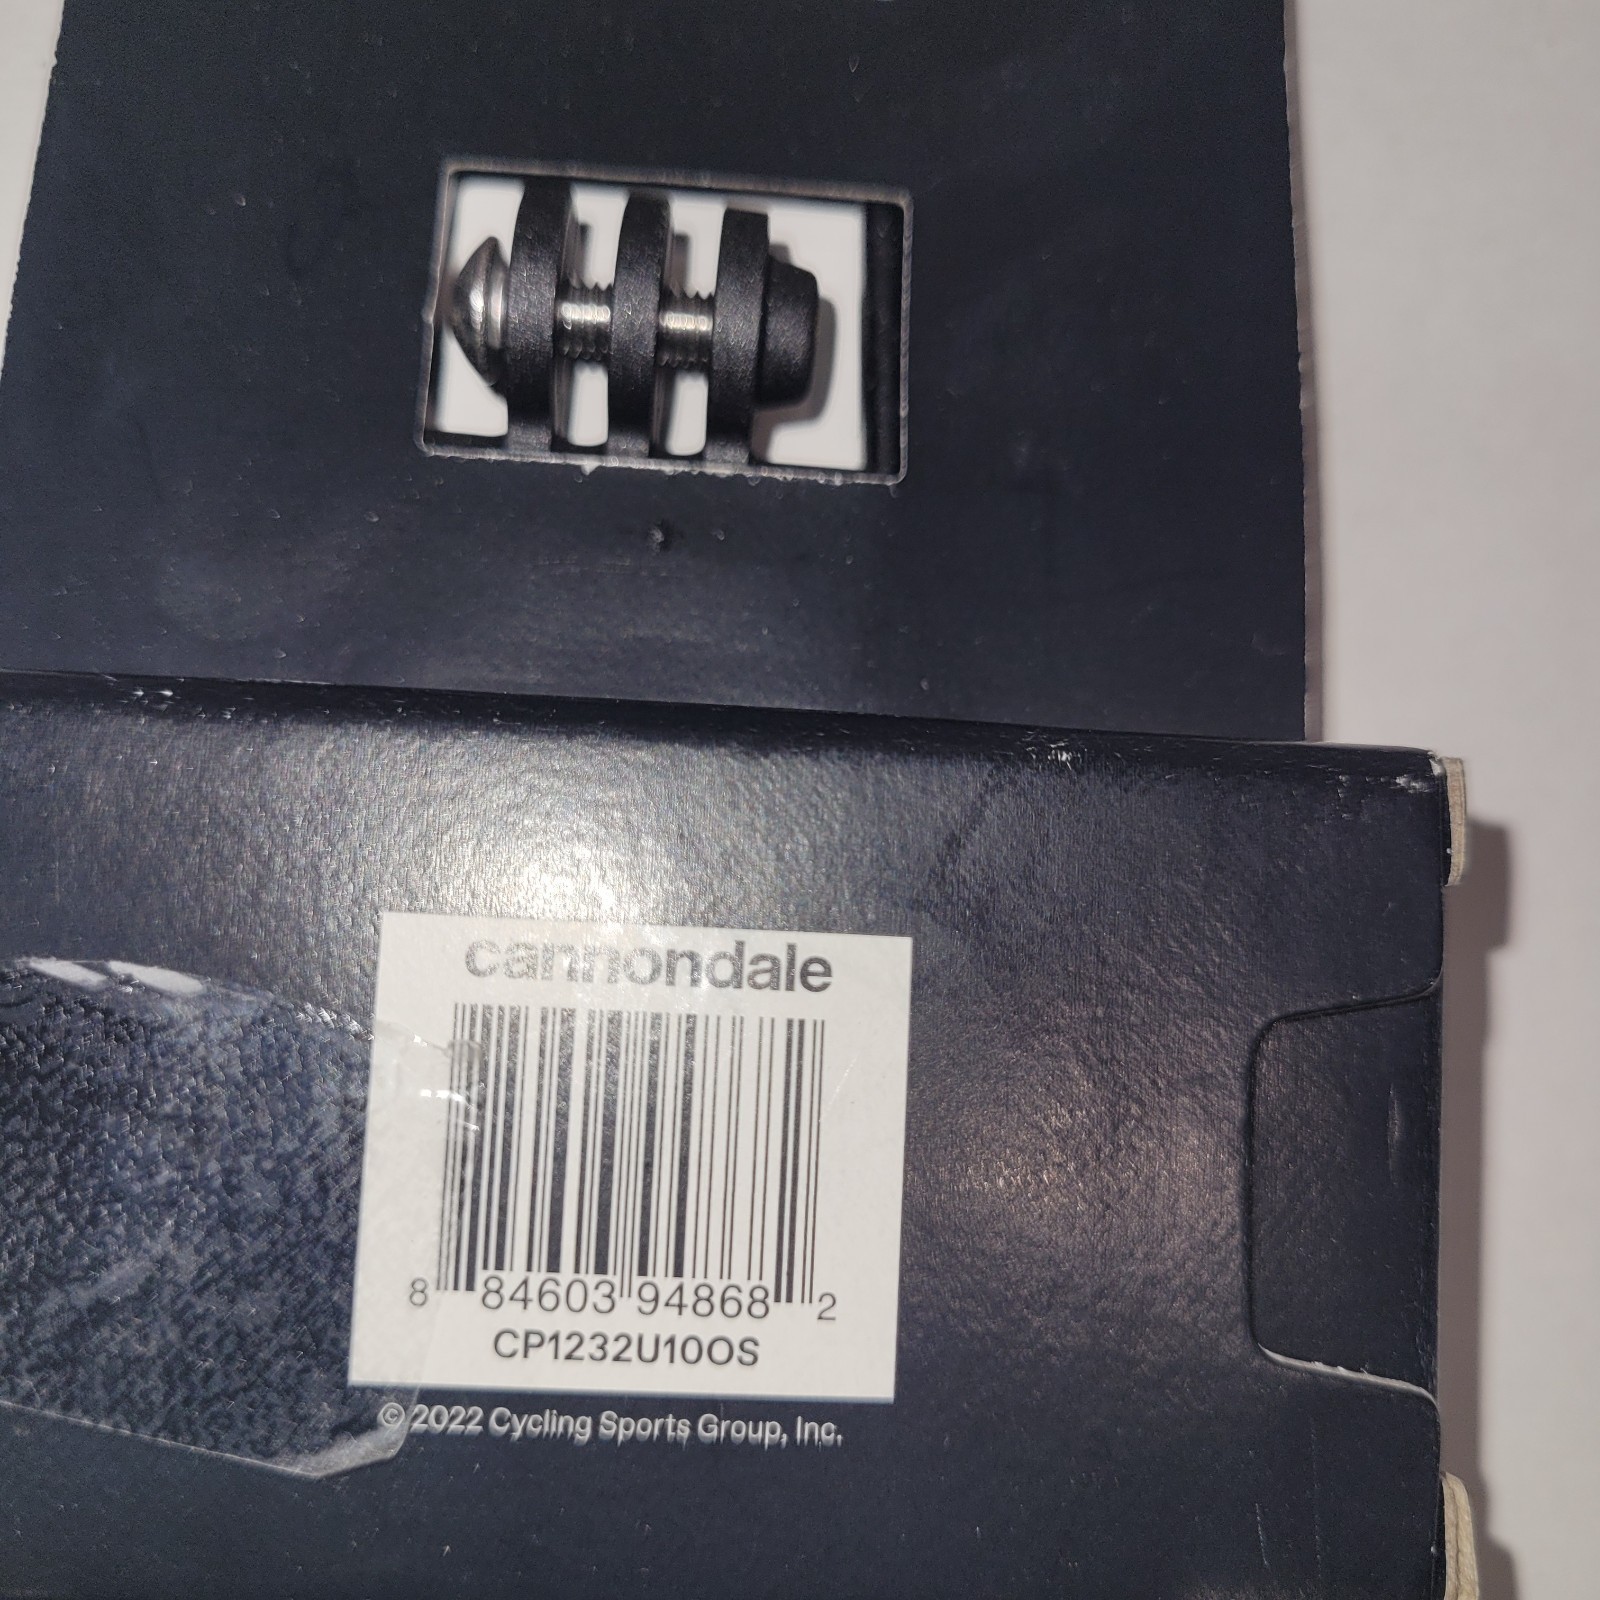 cannondale
8 84603 94868 2
CP1232U10OS
© 2022 Cycling Sports Group, Inc.